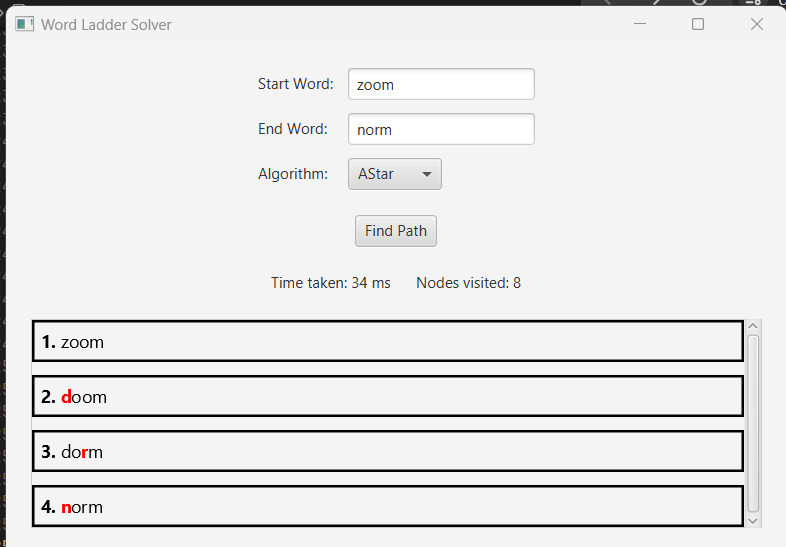 Word Ladder Solver
Start Word: zoom
End Word: norm
Algorithm: AStar
Find Path
Time taken: 34 ms Nodes visited: 8
1. zoom
2. doom
3. dorm
4. norm